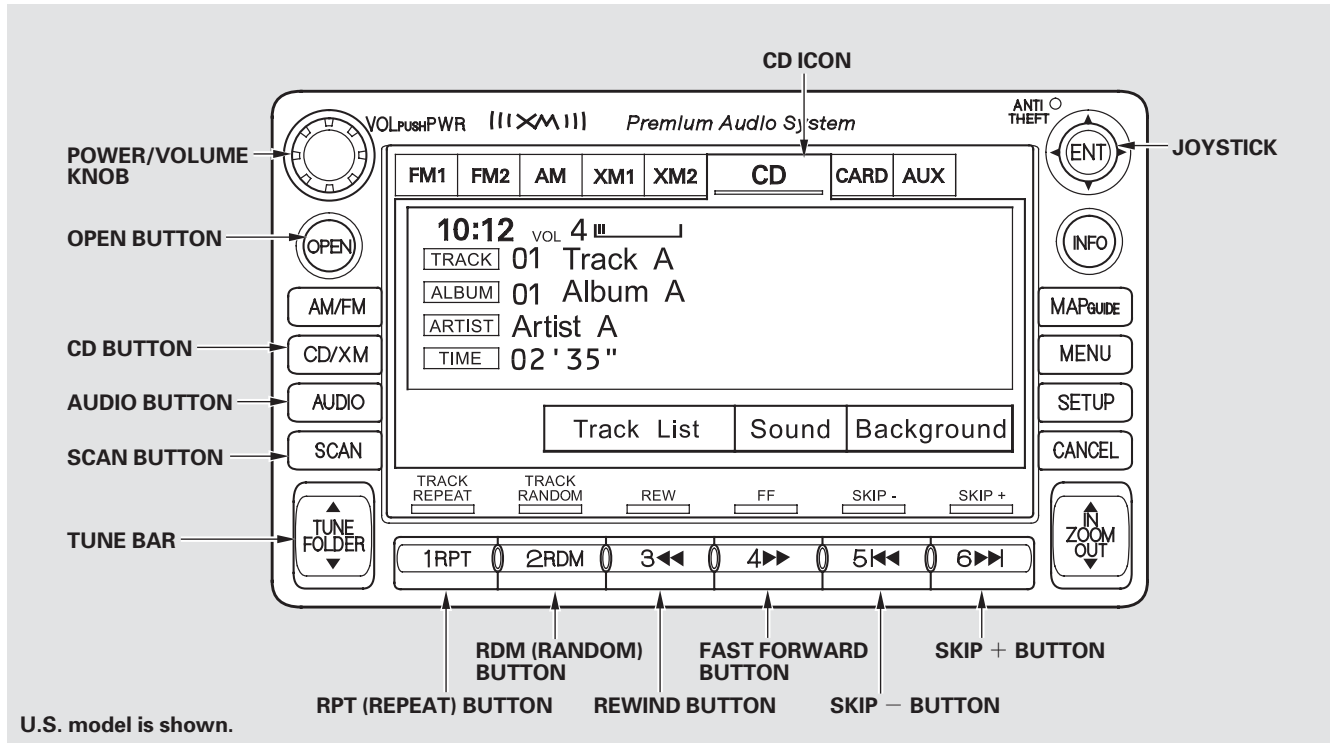 CD ICON
ANTI
THEFT
VOL PUSH PWR XM Premium Audio System
POWER/VOLUME
KNOB
ENT
JOYSTICK
FM1 FM2 AM XM1 XM2 CD CARD AUX
OPEN BUTTON
OPEN
10:12 VOL 4
INFO
TRACK 01 Track A
ALBUM 01 Album A
AM/FM
MAP GUIDE
ARTIST Artist A
CD BUTTON
CD/XM
TIME 02'35"
MENU
AUDIO BUTTON
AUDIO
SETUP
Track List Sound Background
SCAN BUTTON
SCAN
CANCEL
TRACK
REPEAT
TRACK
RANDOM
REW
FF
SKIP -
SKIP +
TUNE BAR
▲
TUNE
FOLDER
▼
▲
IN
ZOOM
OUT
▼
1RPT 2RDM 3◀◀ 4▶▶ 5|◀◀ 6▶▶|
RDM (RANDOM)
BUTTON
FAST FORWARD
BUTTON
SKIP + BUTTON
RPT (REPEAT) BUTTON
REWIND BUTTON
SKIP − BUTTON
U.S. model is shown.